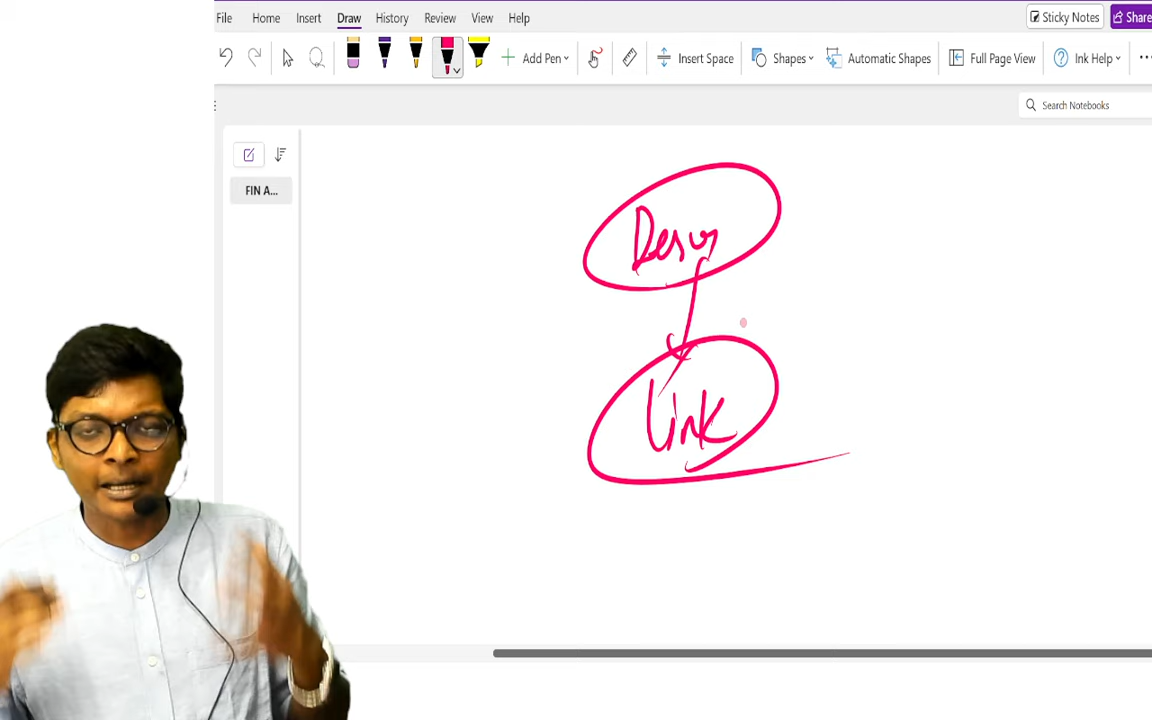 File Home Insert Draw History Review View Help Sticky Notes Share
Add Pen Insert Space Shapes Automatic Shapes Full Page View Ink Help
Search Notebooks
FIN A...
Link